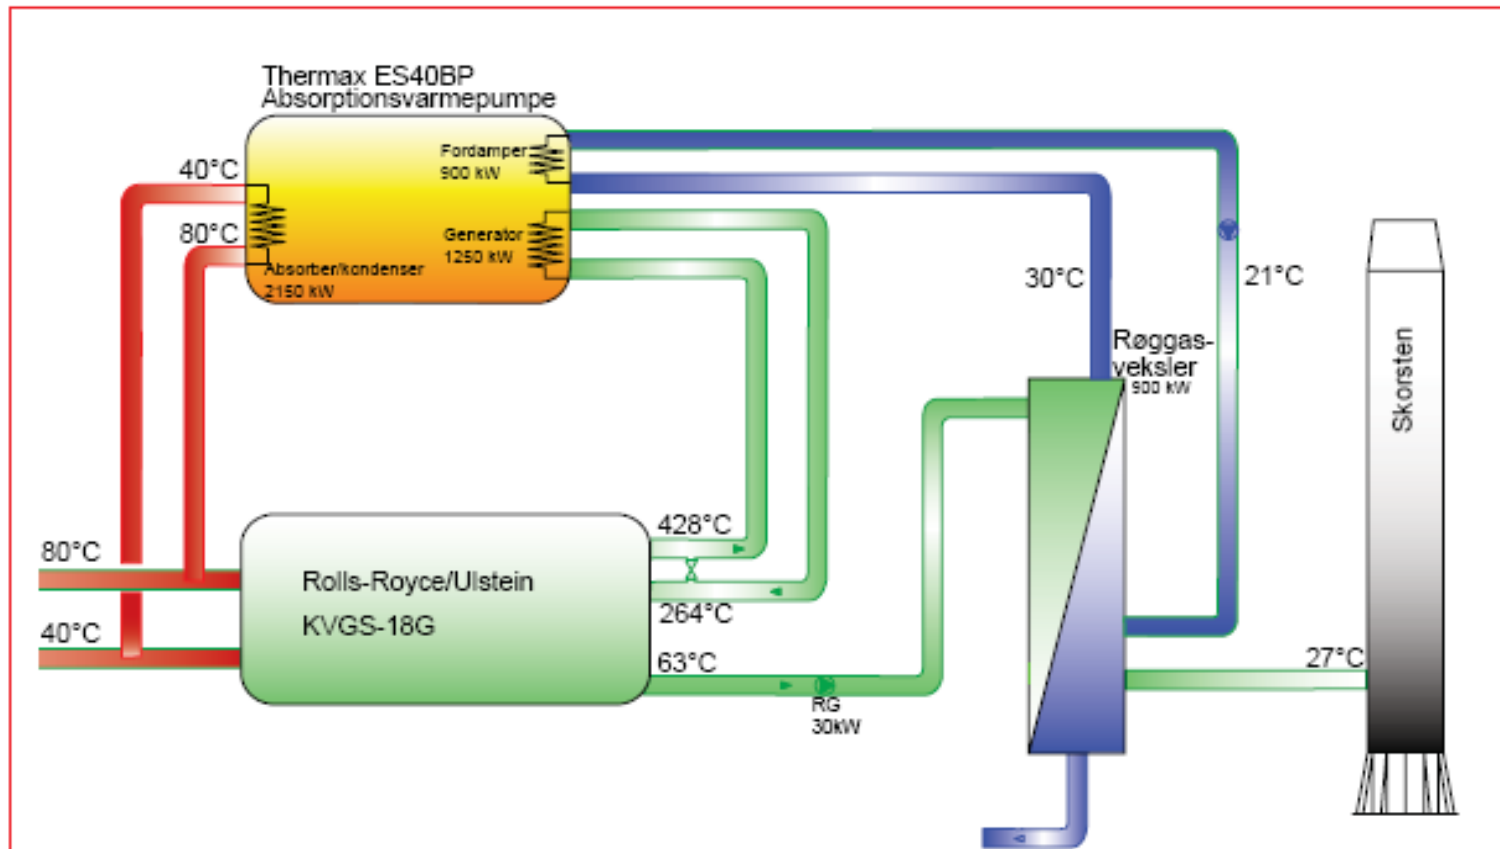 Thermax ES40BP
Absorptionsvarmepumpe
Fordamper
900 kW
40°C
80°C
Generator
1250 kW
Absorber/kondenser
2150 kW
30°C
21°C
Røggas-
veksler
900 kW
Skorsten
428°C
80°C
Rolls-Royce/Ulstein
264°C
KVGS-18G
40°C
63°C
27°C
RG
30kW